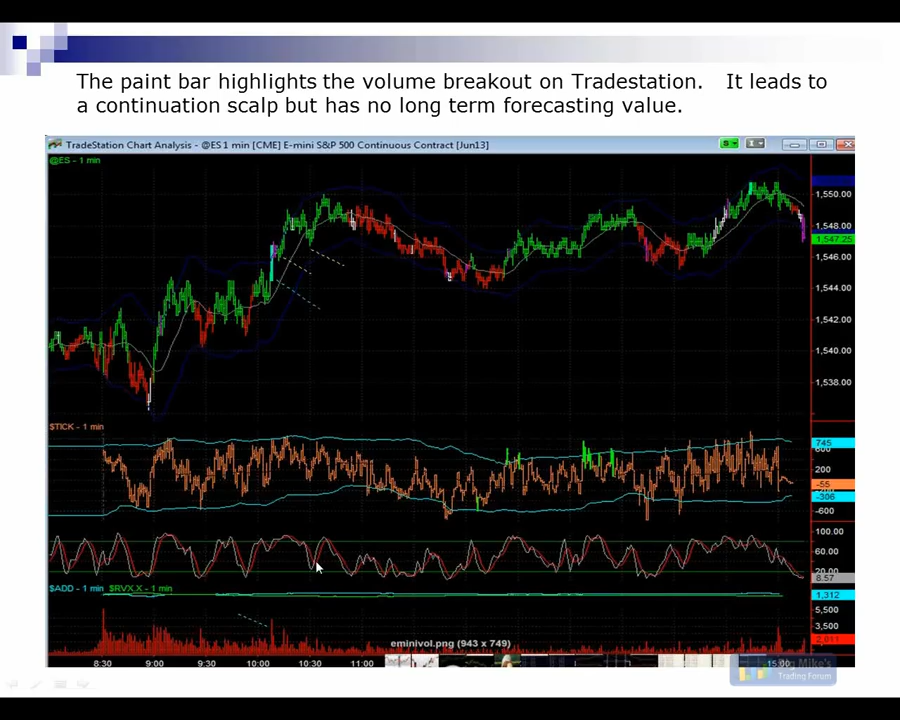 The paint bar highlights the volume breakout on Tradestation. It leads to
a continuation scalp but has no long term forecasting value.
TradeStation Chart Analysis - @ES 1 min [CME] E-mini S&P 500 Continuous Contract [Jun13]
@ES - 1 min
1,550.00
1,548.00
1,547.25
1,546.00
1,544.00
1,542.00
1,540.00
1,538.00
$TICK - 1 min
745
600
200
-55
-306
-600
100.00
60.00
20.00
8.57
$ADD - 1 min $RVX.X - 1 min
1,312
5,500
3,500
eminivol.png (943 x 749)
8:30 9:00 9:30 10:00 10:30 11:00 15:00
Mike's
Trading Forum